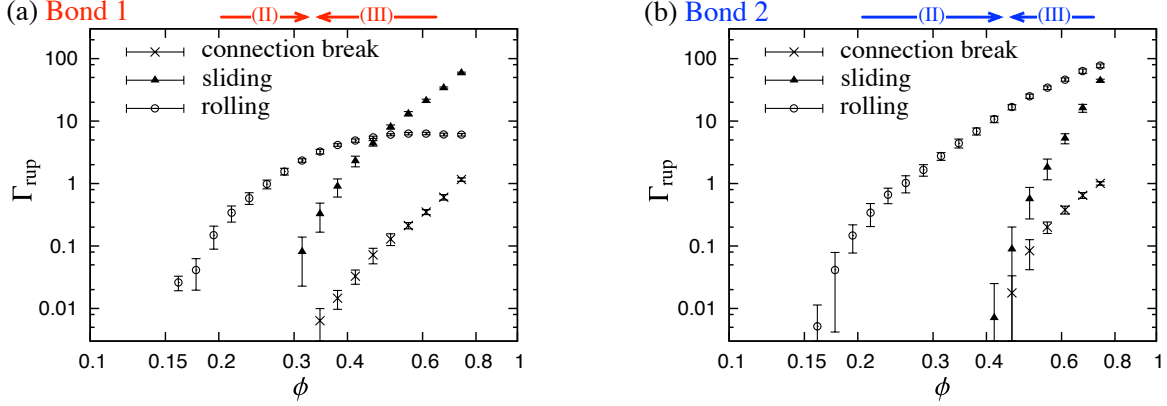 (a) Bond 1
(II) (III)
connection break
sliding
rolling
Γrup
100
10
1
0.1
0.01
0.1 0.15 0.2 0.3 0.4 0.6 0.8 1
ϕ
(b) Bond 2
(II) (III)
connection break
sliding
rolling
Γrup
100
10
1
0.1
0.01
0.1 0.15 0.2 0.3 0.4 0.6 0.8 1
ϕ